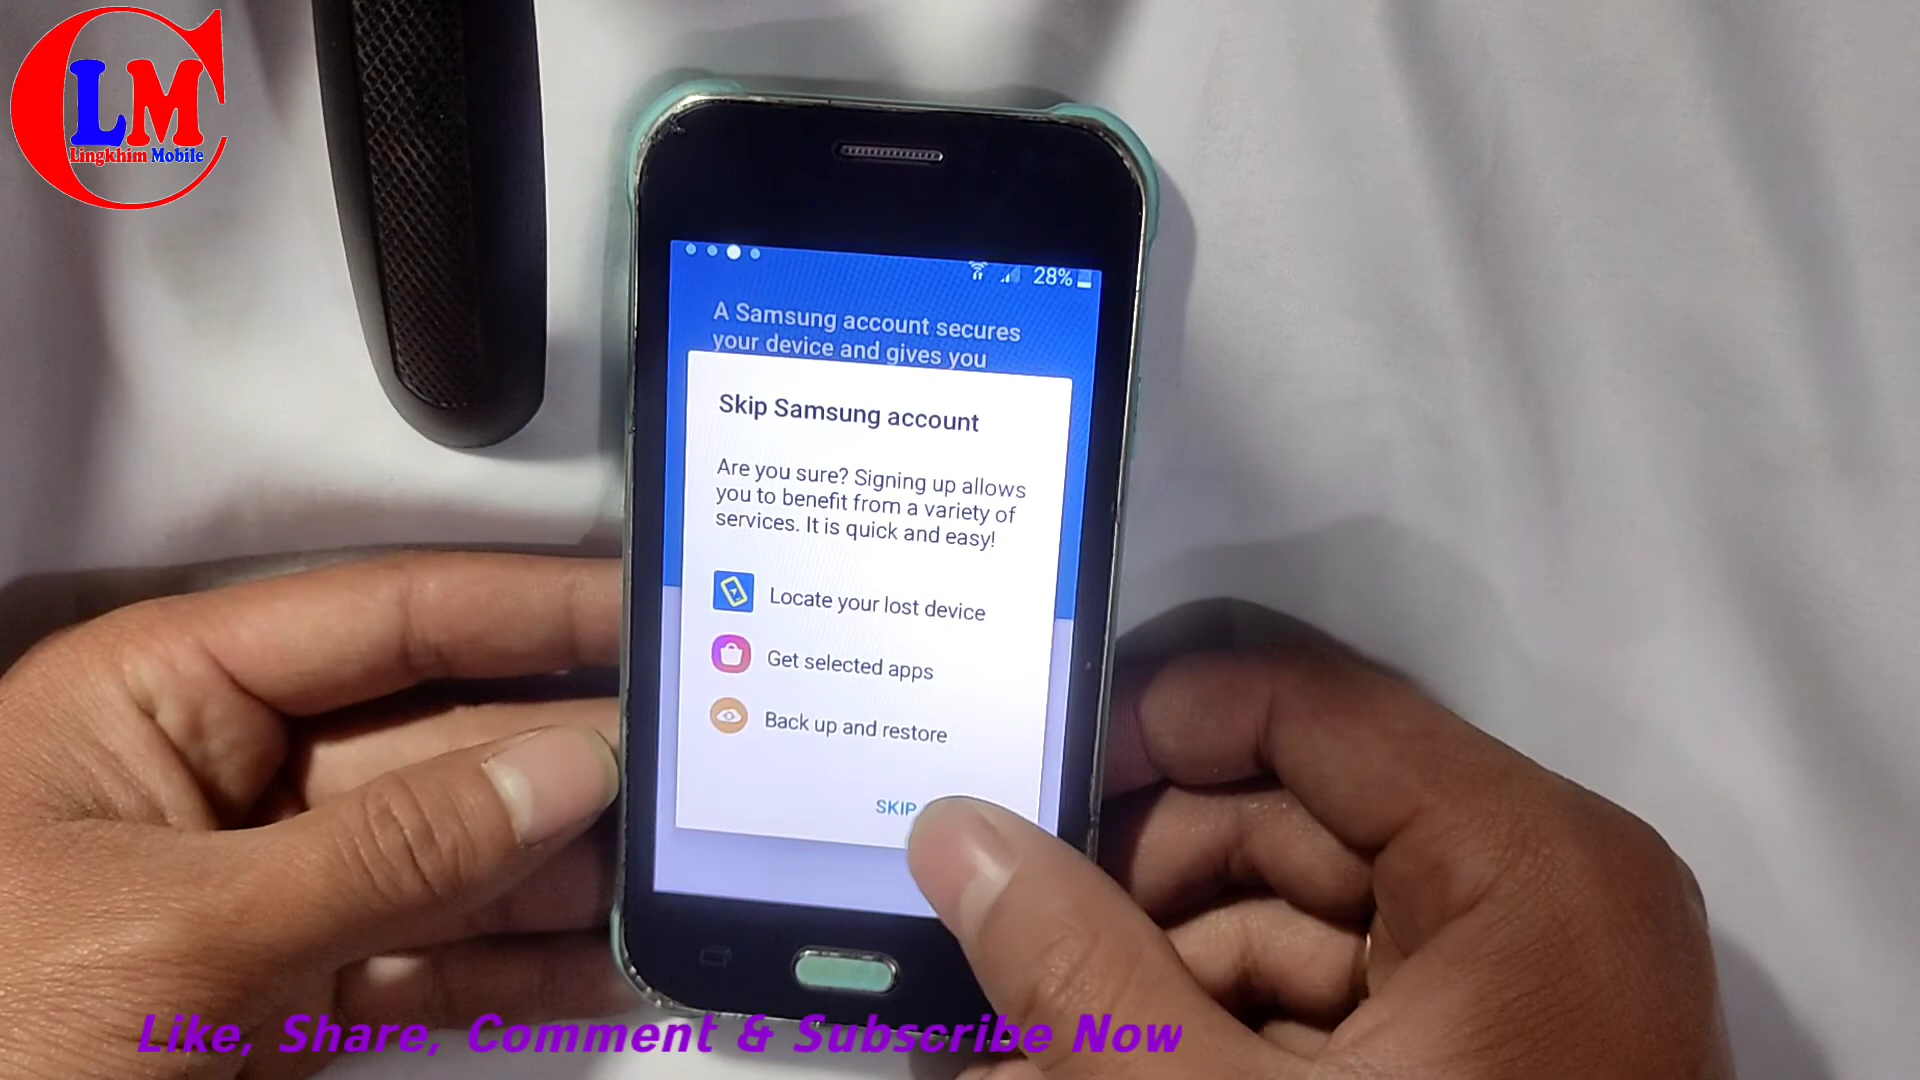 LM
Lingkhim Mobile
28%
A Samsung account secures
your device and gives you
Skip Samsung account
Are you sure? Signing up allows
you to benefit from a variety of
services. It is quick and easy!
Locate your lost device
Get selected apps
Back up and restore
SKIP
Like, Share, Comment & Subscribe Now